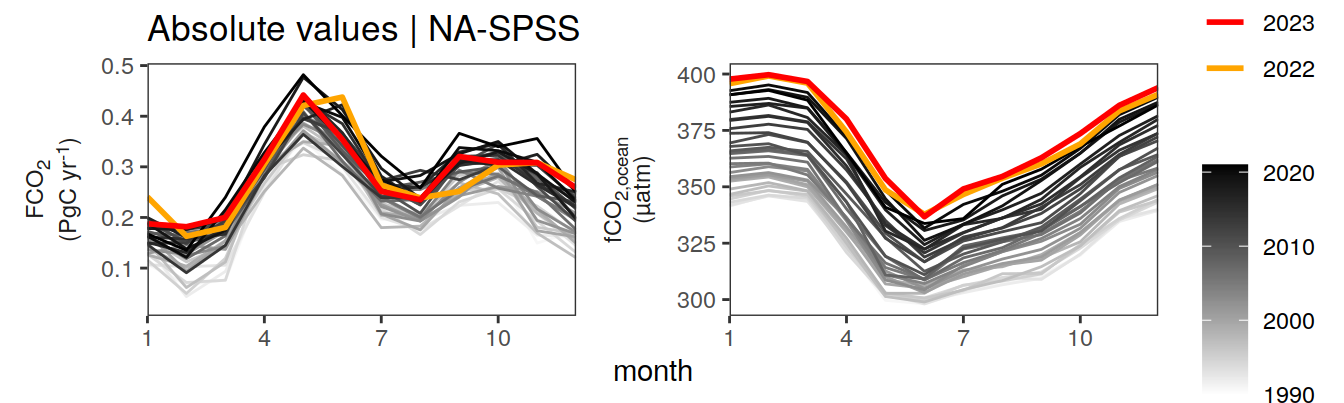 Absolute values | NA-SPSS
FCO₂
(PgC yr⁻¹)
0.5
0.4
0.3
0.2
0.1
1 4 7 10
fCO₂,ocean
(µatm)
400
375
350
325
300
1 4 7 10
month
2023
2022
2020
2010
2000
1990